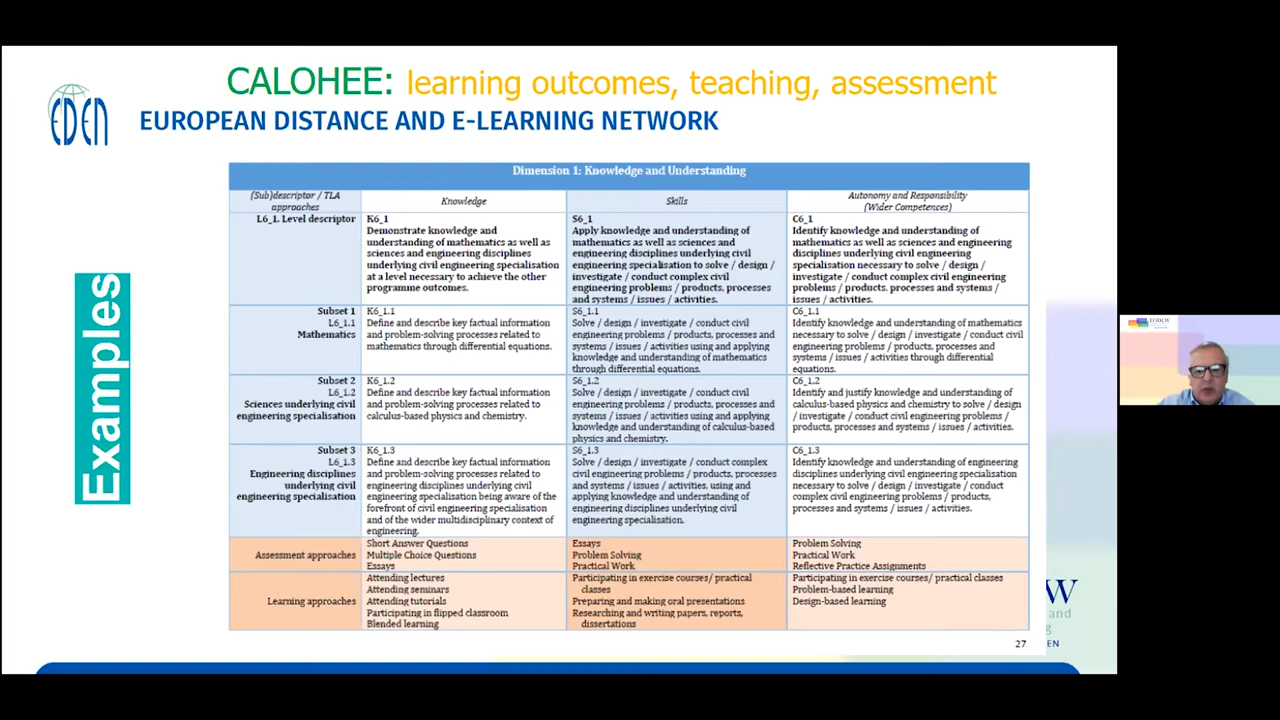 CALOHEE: learning outcomes, teaching, assessment
EDEN
EUROPEAN DISTANCE AND E-LEARNING NETWORK
Examples
Dimension 1: Knowledge and Understanding
(Sub)descriptor / TLA
approaches
Knowledge
Skills
Autonomy and Responsibility
(Wider Competences)
L6_1. Level descriptor
K6_1
Demonstrate knowledge and
understanding of mathematics as well as
sciences and engineering disciplines
underlying civil engineering specialisation
at a level necessary to achieve the other
programme outcomes.
S6_1
Apply knowledge and understanding of
mathematics as well as sciences and
engineering disciplines underlying civil
engineering specialisation to solve / design /
investigate / conduct complex civil
engineering problems / products, processes
and systems / issues / activities.
C6_1
Identify knowledge and understanding of
mathematics as well as sciences and engineering
disciplines underlying civil engineering
specialisation necessary to solve / design /
investigate / conduct complex civil engineering
problems / products, processes and systems /
issues / activities.
Subset 1
L6_1.1
Mathematics
K6_1.1
Define and describe key factual information
and problem-solving processes related to
mathematics through differential equations.
S6_1.1
Solve / design / investigate / conduct civil
engineering problems / products, processes and
systems / issues / activities using and applying
knowledge and understanding of mathematics
through differential equations.
C6_1.1
Identify knowledge and understanding of mathematics
necessary to solve / design / investigate / conduct civil
engineering problems / products, processes and
systems / issues / activities through differential
equations.
Subset 2
L6_1.2
Sciences underlying civil
engineering specialisation
K6_1.2
Define and describe key factual information
and problem-solving processes related to
calculus-based physics and chemistry.
S6_1.2
Solve / design / investigate / conduct civil
engineering problems / products, processes and
systems / issues / activities using and applying
knowledge and understanding of calculus-based
physics and chemistry.
C6_1.2
Identify and justify knowledge and understanding of
calculus-based physics and chemistry to solve / design
/ investigate / conduct civil engineering problems /
products, processes and systems / issues / activities.
Subset 3
L6_1.3
Engineering disciplines
underlying civil
engineering specialisation
K6_1.3
Define and describe key factual information
and problem-solving processes related to
engineering disciplines underlying civil
engineering specialisation being aware of the
forefront of civil engineering specialisation
and of the wider multidisciplinary context of
engineering.
S6_1.3
Solve / design / investigate / conduct complex
civil engineering problems / products, processes
and systems / issues / activities, using and
applying knowledge and understanding of
engineering disciplines underlying civil
engineering specialisation.
C6_1.3
Identify knowledge and understanding of engineering
disciplines underlying civil engineering specialisation
necessary to solve / design / investigate / conduct
complex civil engineering problems / products,
processes and systems / issues / activities.
Assessment approaches
Short Answer Questions
Multiple Choice Questions
Essays
Essays
Problem Solving
Practical Work
Problem Solving
Practical Work
Reflective Practice Assignments
Learning approaches
Attending lectures
Attending seminars
Attending tutorials
Participating in flipped classroom
Blended learning
Participating in exercise courses/ practical
classes
Preparing and making oral presentations
Researching and writing papers, reports,
dissertations
Participating in exercise courses/ practical classes
Problem-based learning
Design-based learning
W
and
g
EN
27
EODLW